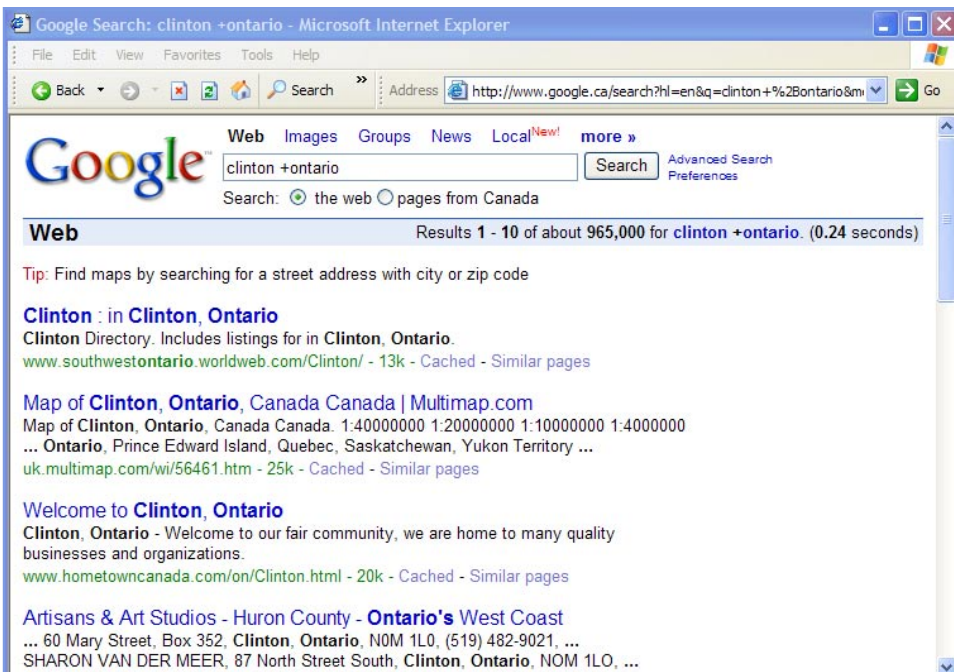 Google Search: clinton +ontario - Microsoft Internet Explorer
File Edit View Favorites Tools Help
Back Search » Address http://www.google.ca/search?hl=en&q=clinton+%2Bontario&m Go
Google™ Web Images Groups News Local New! more »
clinton +ontario Search Advanced Search
Preferences
Search: the web pages from Canada
Web Results 1 - 10 of about 965,000 for clinton +ontario. (0.24 seconds)
Tip: Find maps by searching for a street address with city or zip code
Clinton : in Clinton, Ontario
Clinton Directory. Includes listings for in Clinton, Ontario.
www.southwestontario.worldweb.com/Clinton/ - 13k - Cached - Similar pages
Map of Clinton, Ontario, Canada Canada | Multimap.com
Map of Clinton, Ontario, Canada Canada. 1:40000000 1:20000000 1:10000000 1:4000000
... Ontario, Prince Edward Island, Quebec, Saskatchewan, Yukon Territory ...
uk.multimap.com/wi/56461.htm - 25k - Cached - Similar pages
Welcome to Clinton, Ontario
Clinton, Ontario - Welcome to our fair community, we are home to many quality
businesses and organizations.
www.hometowncanada.com/on/Clinton.html - 20k - Cached - Similar pages
Artisans & Art Studios - Huron County - Ontario's West Coast
... 60 Mary Street, Box 352, Clinton, Ontario, N0M 1L0, (519) 482-9021, ...
SHARON VAN DER MEER, 87 North Street South, Clinton, Ontario, NOM 1LO, ...